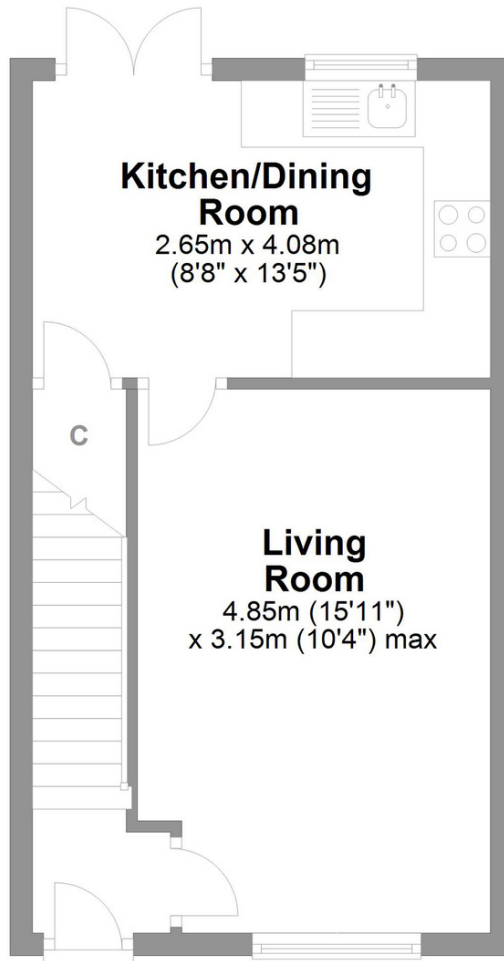 Kitchen/Dining
Room
2.65m x 4.08m
(8'8" x 13'5")
C
Living
Room
4.85m (15'11")
x 3.15m (10'4") max